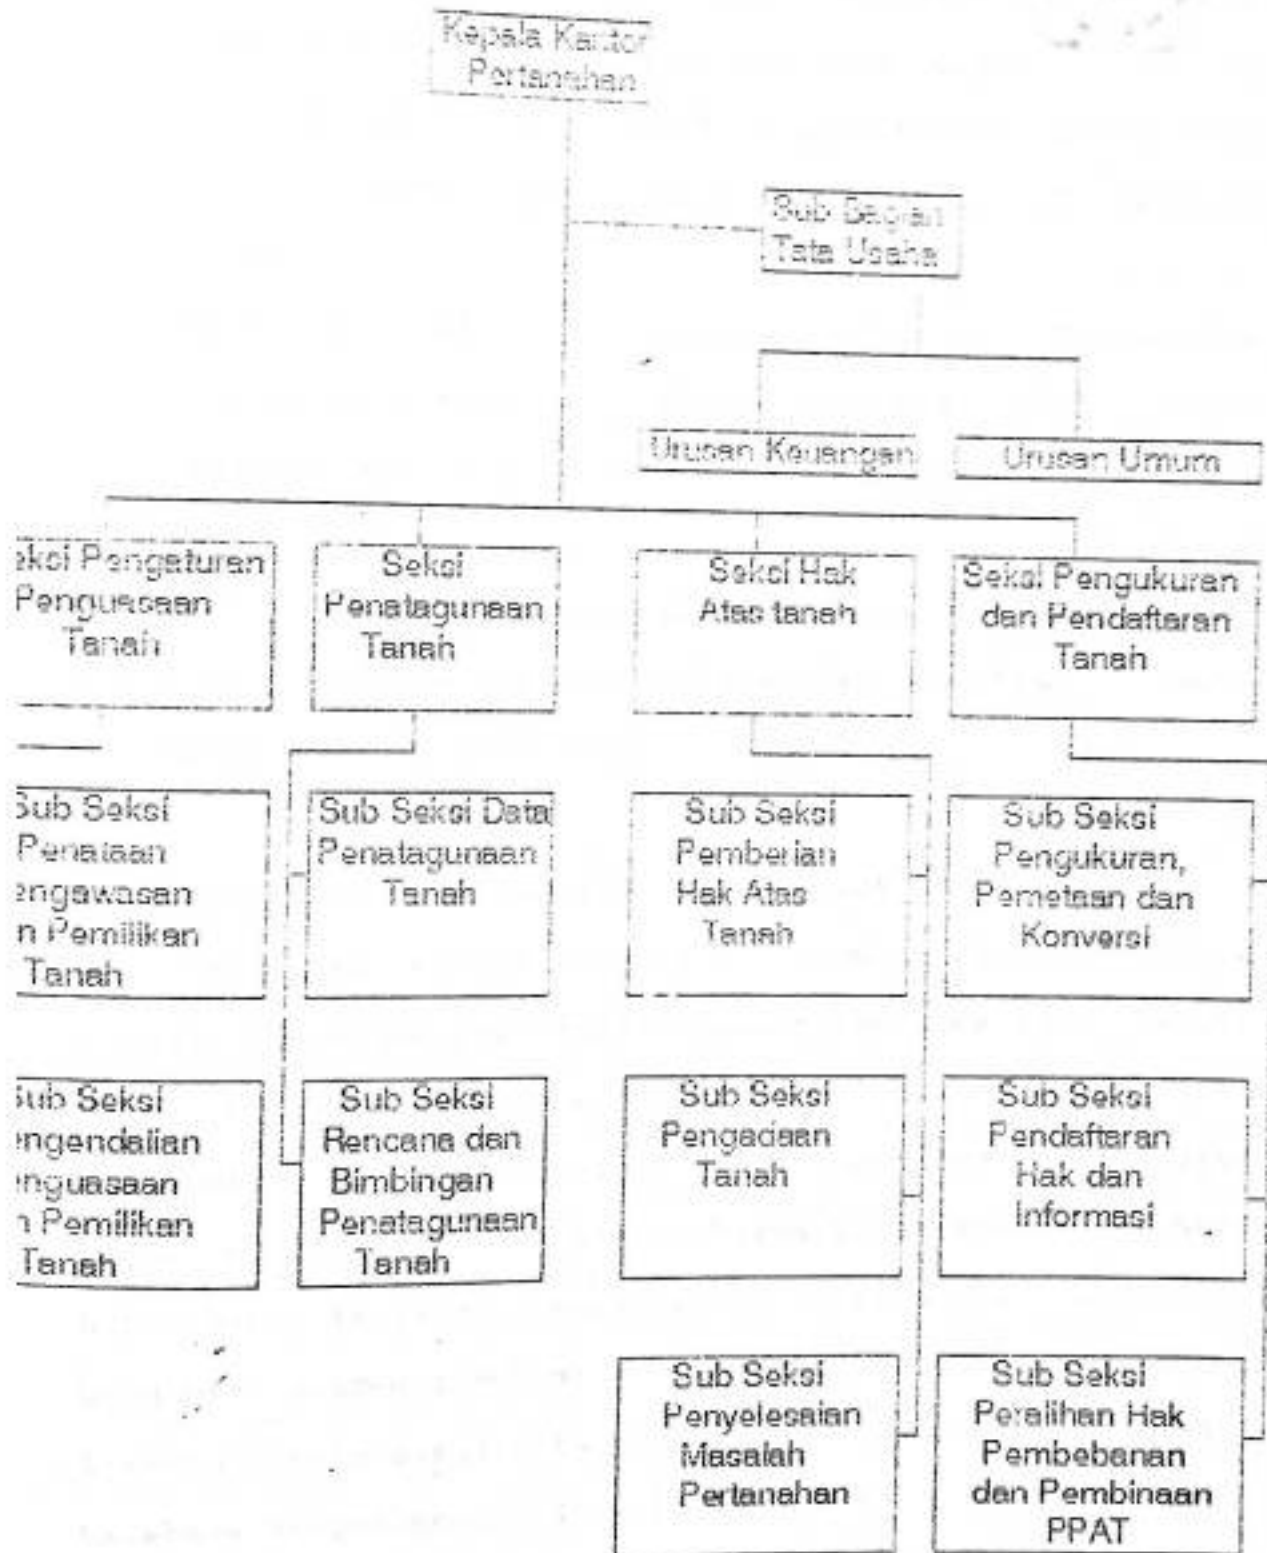 Kepala Kantor
Pertanahan
Sub Bagian
Tata Usaha
Urusan Keuangan
Urusan Umum
eksi Pengaturan
Penguasaan
Tanah
Seksi
Penatagunaan
Tanah
Seksi Hak
Atas tanah
Seksi Pengukuran
dan Pendaftaran
Tanah
Sub Seksi
Penataan
engawasan
n Pemilikan
Tanah
Sub Seksi Data
Penatagunaan
Tanah
Sub Seksi
Pemberian
Hak Atas
Tanah
Sub Seksi
Pengukuran,
Pemetaan dan
Konversi
Sub Seksi
engendalian
enguasaan
n Pemilikan
Tanah
Sub Seksi
Rencana dan
Bimbingan
Penatagunaan
Tanah
Sub Seksi
Pengadaan
Tanah
Sub Seksi
Pendaftaran
Hak dan
Informasi
Sub Seksi
Penyelesaian
Masalah
Pertanahan
Sub Seksi
Peralihan Hak
Pembebanan
dan Pembinaan
PPAT